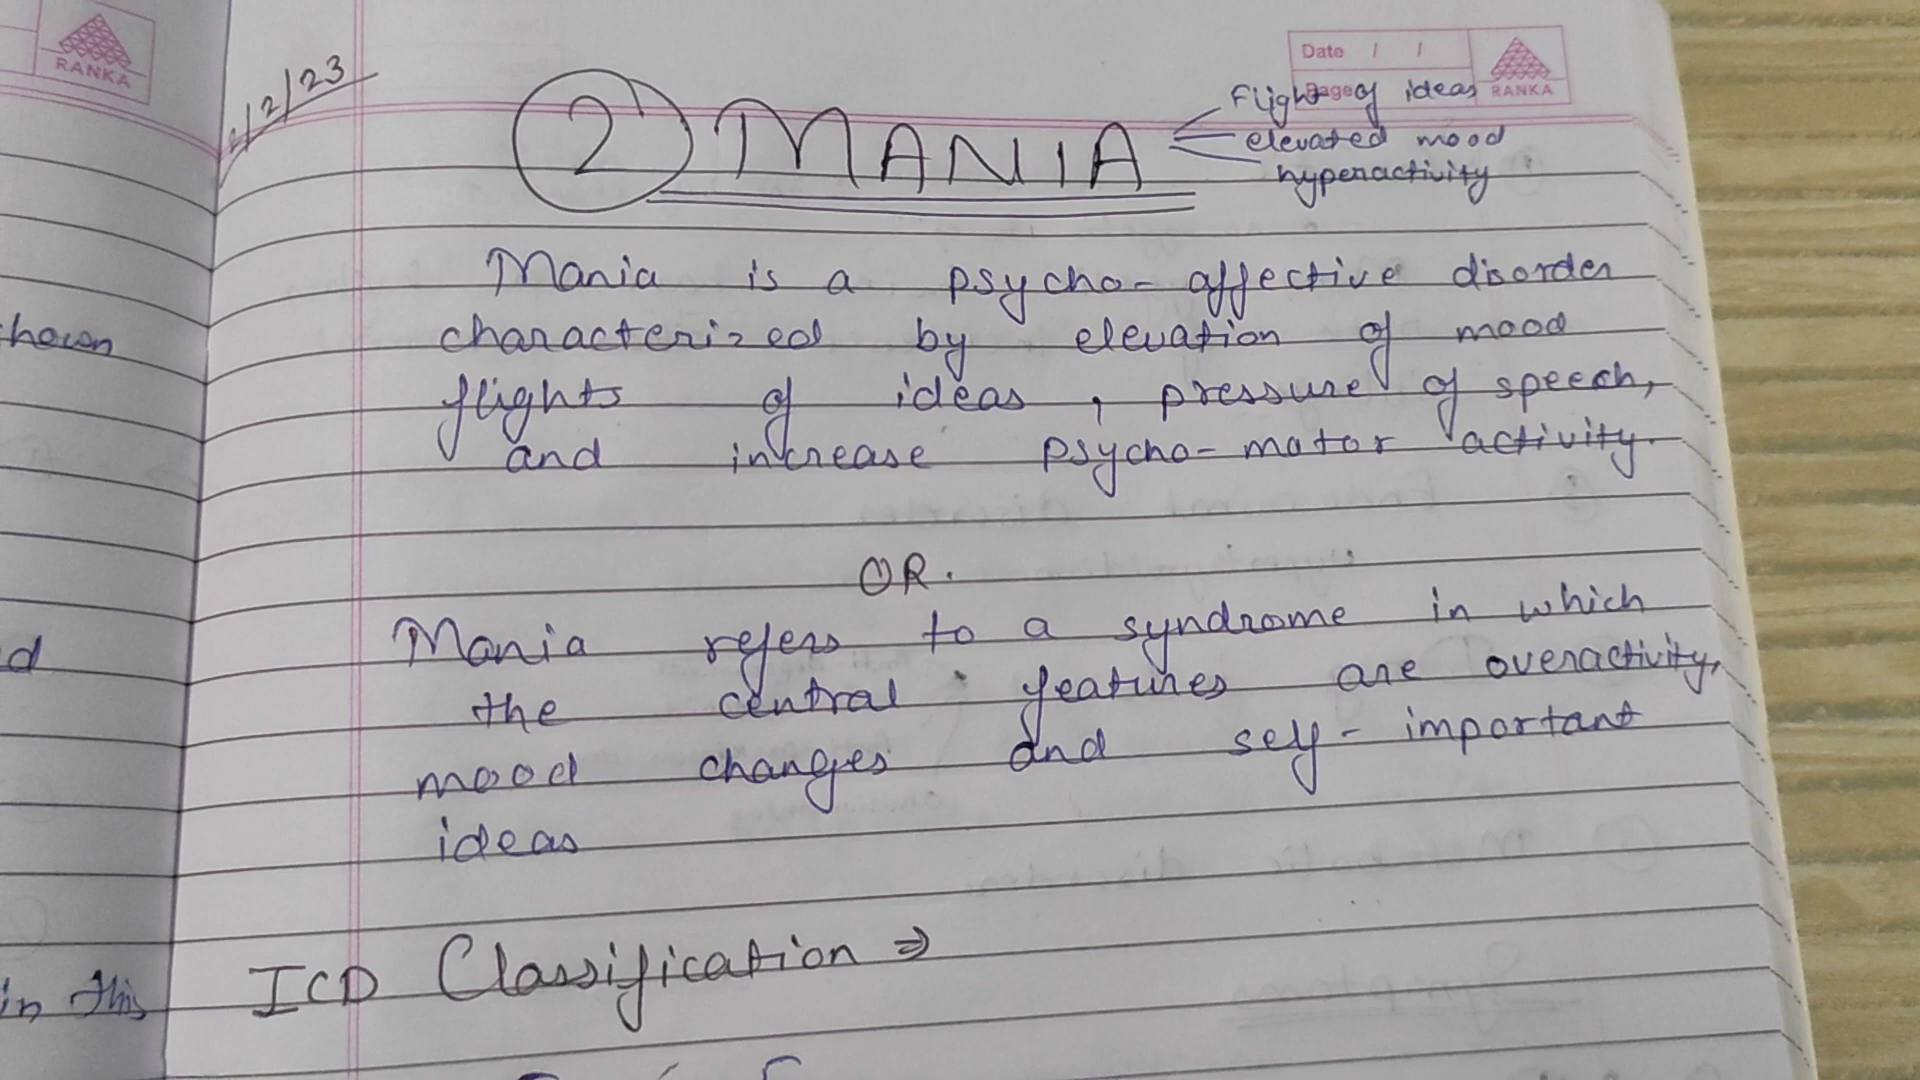 RANKA
/2/23
Date / /
Page
RANKA
② MANIA
Flight of ideas
elevated mood
hyperactivity
Mania is a psycho-affective disorder
characterized by elevation of mood
flights of ideas, pressure of speech,
and increase psycho-motor activity.
OR.
Mania refers to a syndrome in which
the central features are overactivity,
mood changes and self-important
ideas
ICD Classification ⇒
d
in this